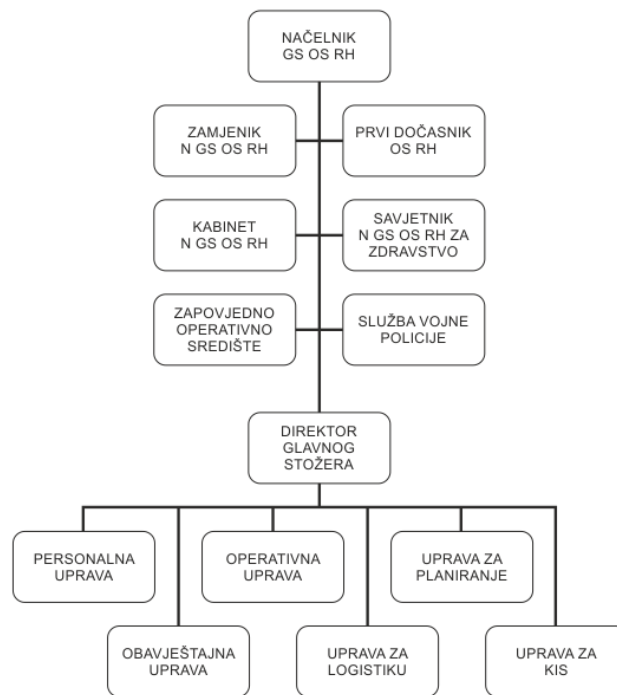 NAČELNIK
GS OS RH
ZAMJENIK
N GS OS RH
PRVI DOČASNIK
OS RH
KABINET
N GS OS RH
SAVJETNIK
N GS OS RH ZA
ZDRAVSTVO
ZAPOVJEDNO
OPERATIVNO
SREDIŠTE
SLUŽBA VOJNE
POLICIJE
DIREKTOR
GLAVNOG
STOŽERA
PERSONALNA
UPRAVA
OPERATIVNA
UPRAVA
UPRAVA ZA
PLANIRANJE
OBAVJEŠTAJNA
UPRAVA
UPRAVA ZA
LOGISTIKU
UPRAVA ZA
KIS